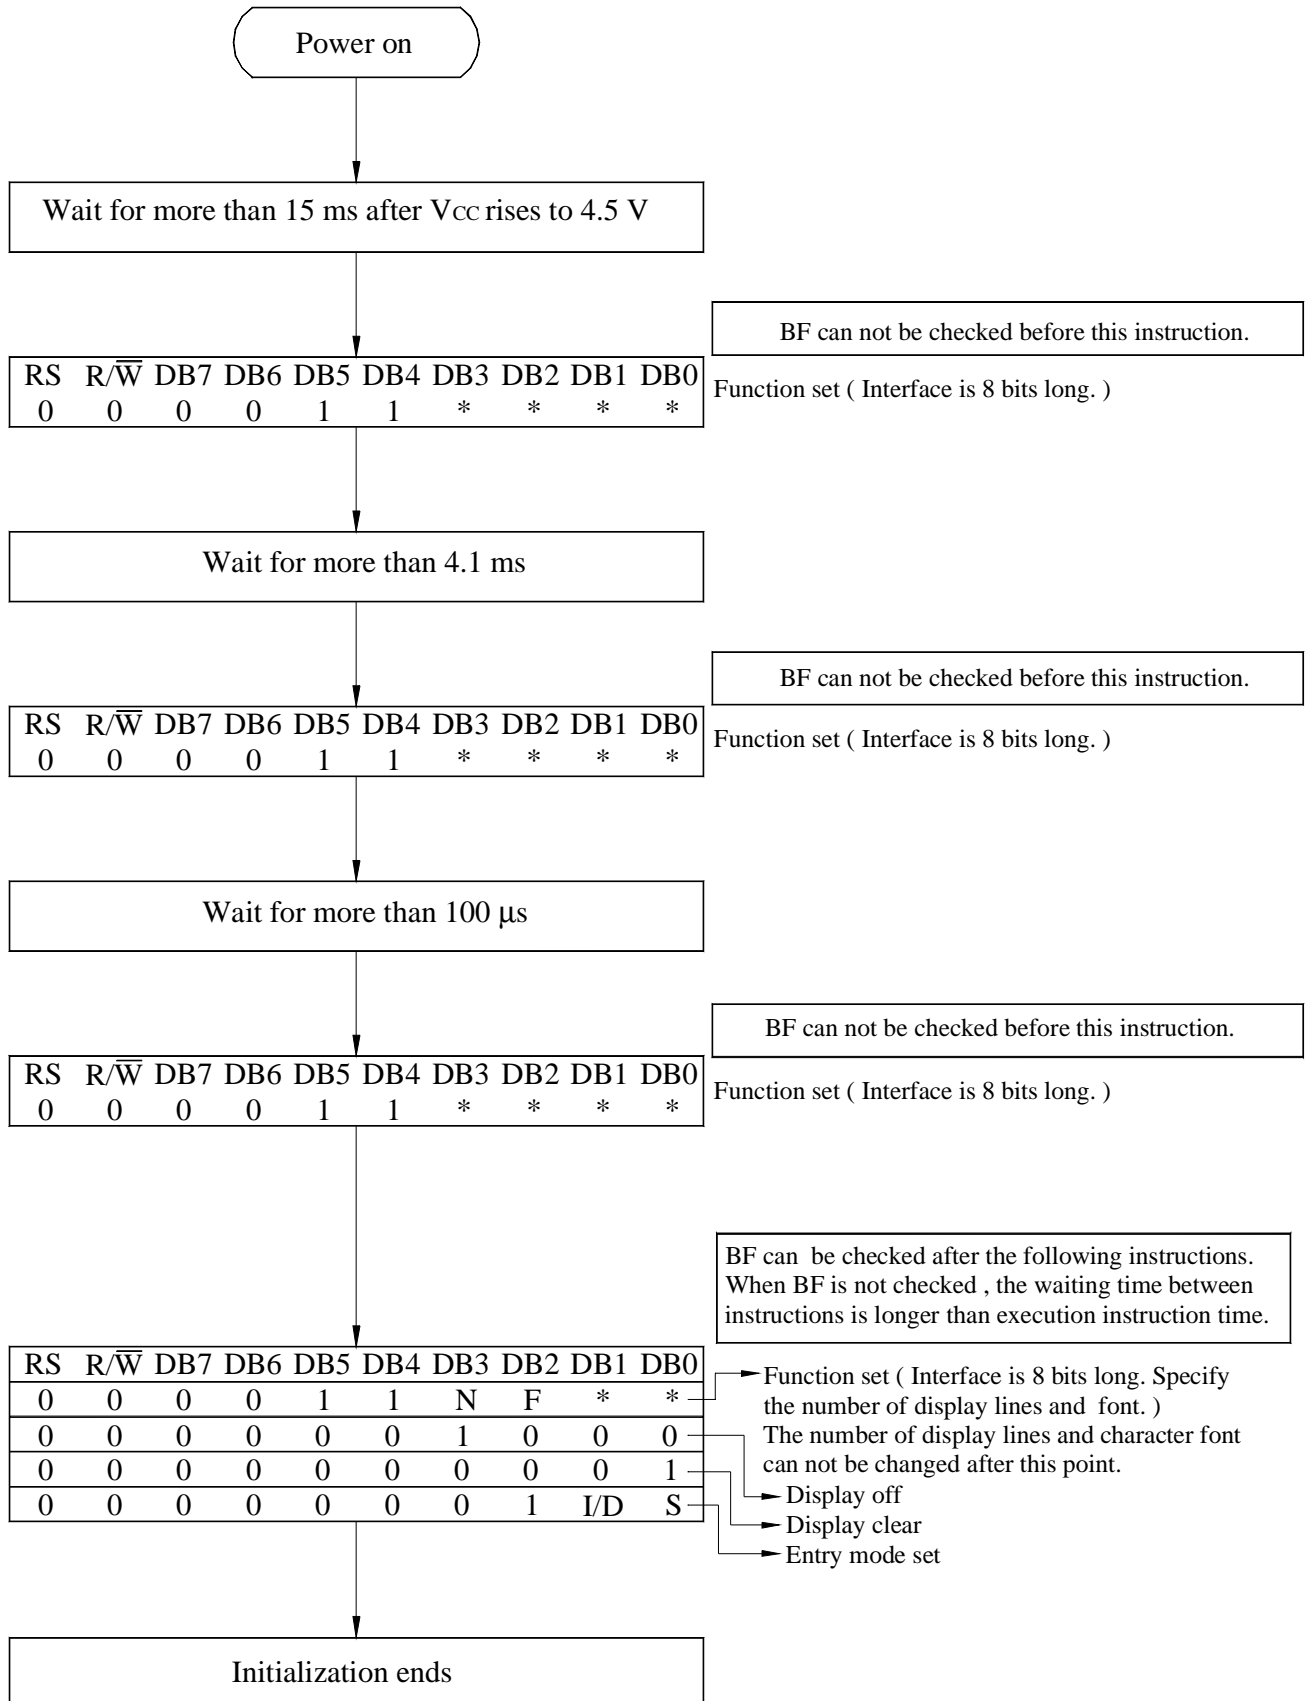 Power on
Wait for more than 15 ms after VCC rises to 4.5 V
BF can not be checked before this instruction.
RS R/W̅ DB7 DB6 DB5 DB4 DB3 DB2 DB1 DB0
0 0 0 0 1 1 * * * *
Function set ( Interface is 8 bits long. )
Wait for more than 4.1 ms
BF can not be checked before this instruction.
RS R/W̅ DB7 DB6 DB5 DB4 DB3 DB2 DB1 DB0
0 0 0 0 1 1 * * * *
Function set ( Interface is 8 bits long. )
Wait for more than 100 μs
BF can not be checked before this instruction.
RS R/W̅ DB7 DB6 DB5 DB4 DB3 DB2 DB1 DB0
0 0 0 0 1 1 * * * *
Function set ( Interface is 8 bits long. )
BF can be checked after the following instructions.
When BF is not checked , the waiting time between
instructions is longer than execution instruction time.
RS R/W̅ DB7 DB6 DB5 DB4 DB3 DB2 DB1 DB0
0 0 0 0 1 1 N F * *
0 0 0 0 0 0 1 0 0 0
0 0 0 0 0 0 0 0 0 1
0 0 0 0 0 0 0 1 I/D S
Function set ( Interface is 8 bits long. Specify
the number of display lines and font. )
The number of display lines and character font
can not be changed after this point.
Display off
Display clear
Entry mode set
Initialization ends